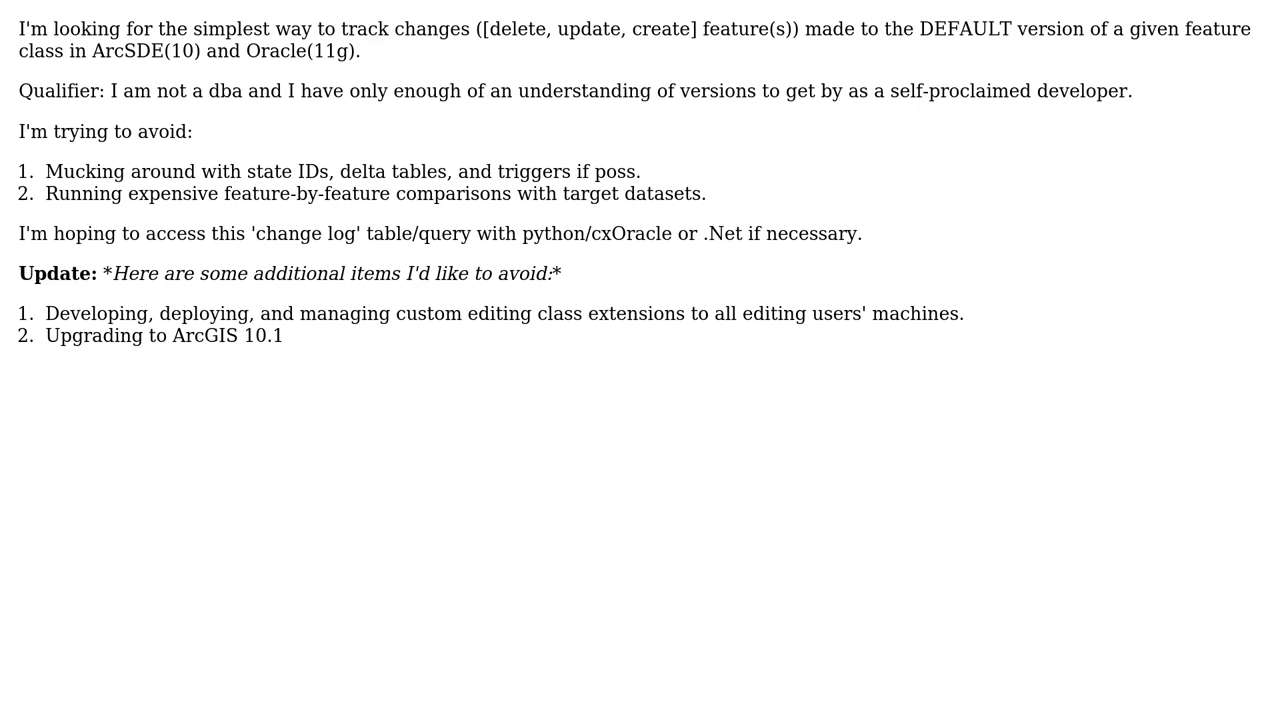 I'm looking for the simplest way to track changes ([delete, update, create] feature(s)) made to the DEFAULT version of a given feature
class in ArcSDE(10) and Oracle(11g).
Qualifier: I am not a dba and I have only enough of an understanding of versions to get by as a self-proclaimed developer.
I'm trying to avoid:
1. Mucking around with state IDs, delta tables, and triggers if poss.
2. Running expensive feature-by-feature comparisons with target datasets.
I'm hoping to access this 'change log' table/query with python/cxOracle or .Net if necessary.
Update: *Here are some additional items I'd like to avoid:*
1. Developing, deploying, and managing custom editing class extensions to all editing users' machines.
2. Upgrading to ArcGIS 10.1